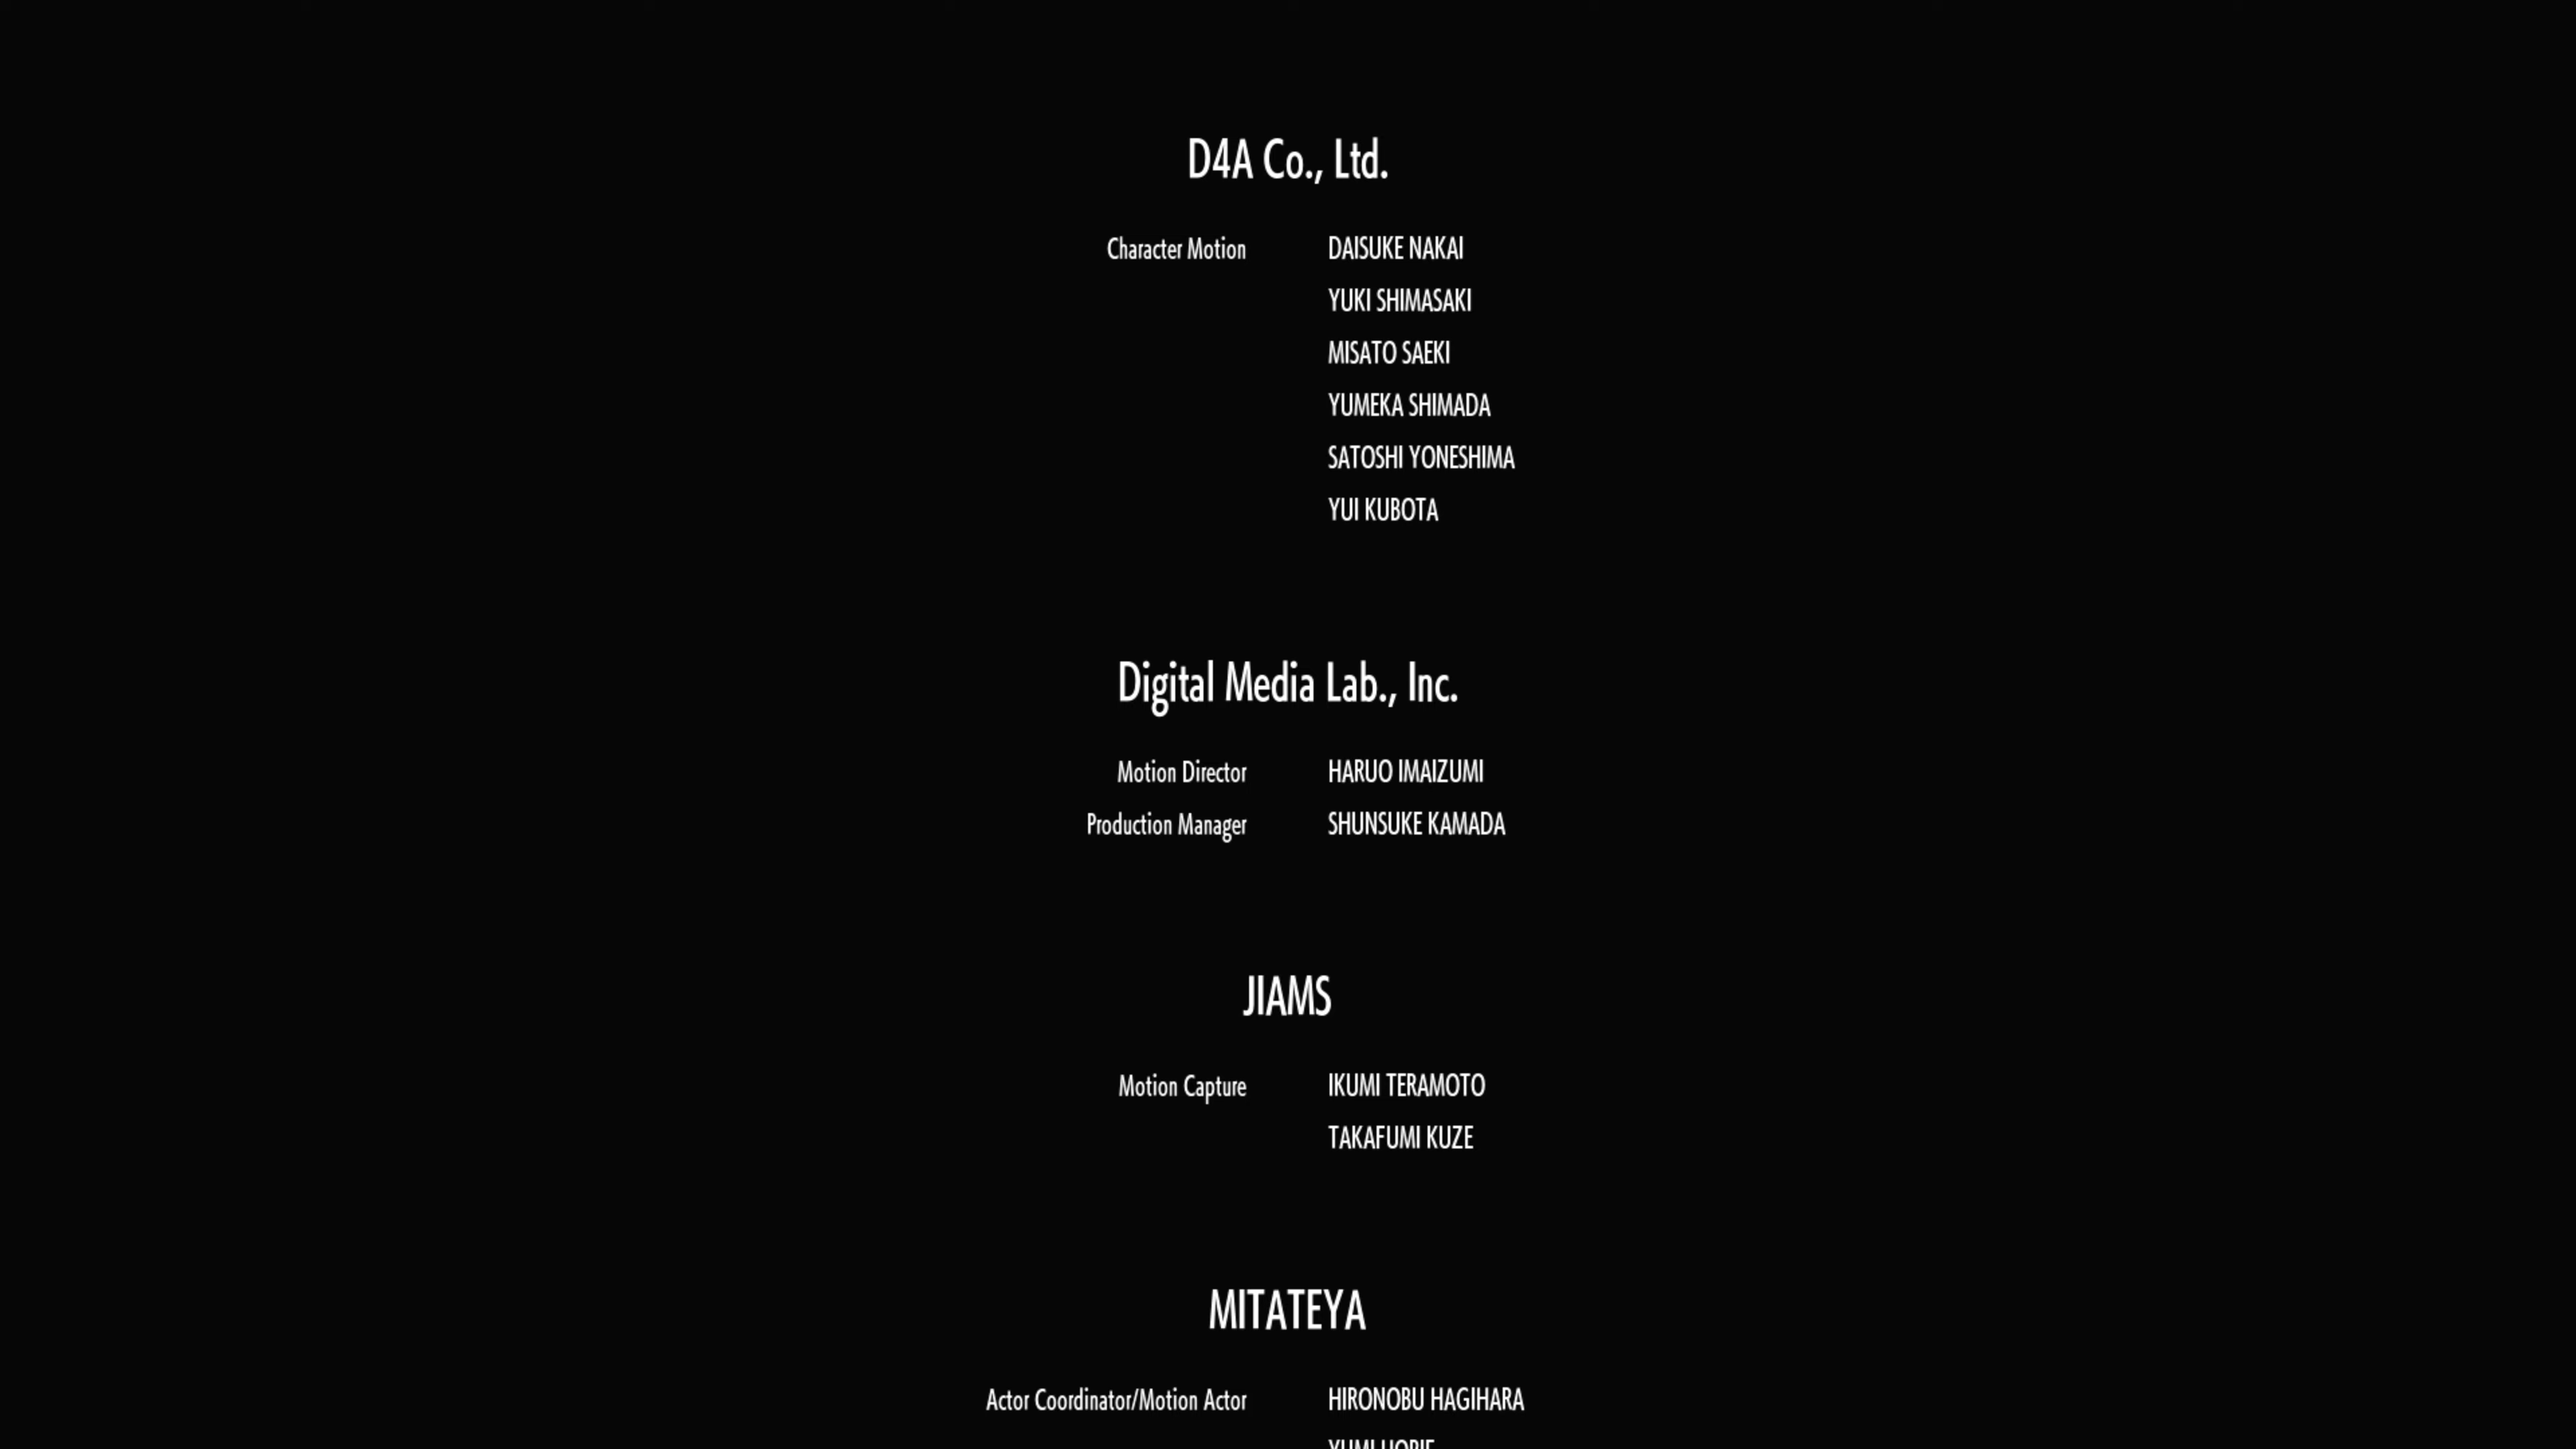 D4A Co., Ltd.
Character Motion DAISUKE NAKAI
YUKI SHIMASAKI
MISATO SAEKI
YUMEKA SHIMADA
SATOSHI YONESHIMA
YUI KUBOTA
Digital Media Lab., Inc.
Motion Director HARUO IMAIZUMI
Production Manager SHUNSUKE KAMADA
JIAMS
Motion Capture IKUMI TERAMOTO
TAKAFUMI KUZE
MITATEYA
Actor Coordinator/Motion Actor HIRONOBU HAGIHARA
YUMI